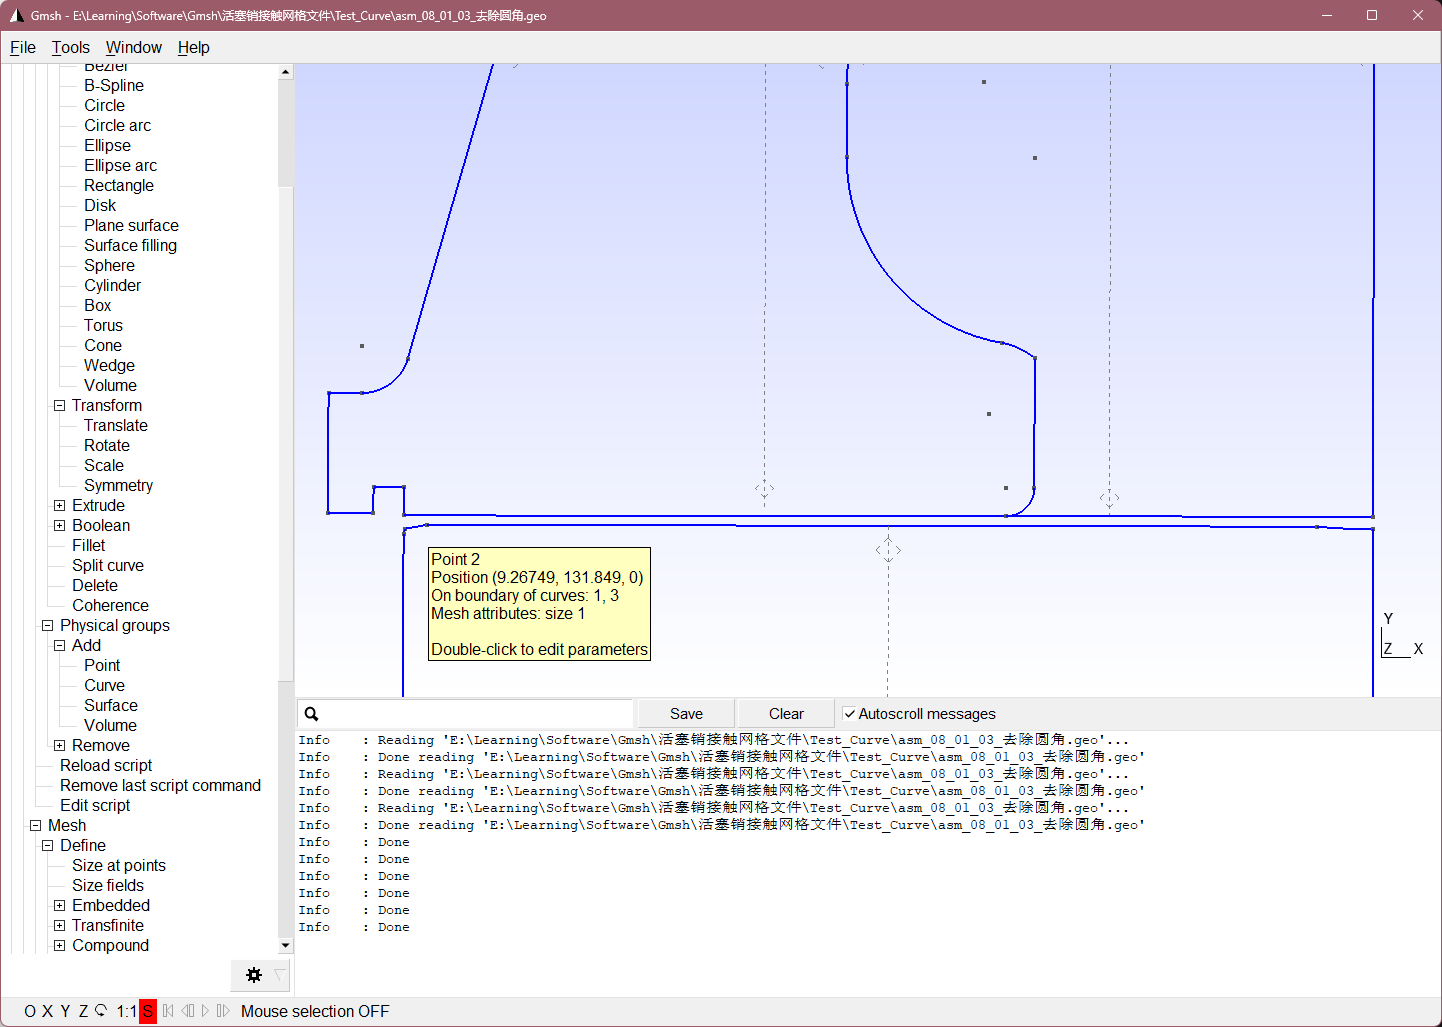 Gmsh - E:\Learning\Software\Gmsh\活塞销接触网格文件\Test_Curve\asm_08_01_03_去除圆角.geo
File Tools Window Help
Bezier
B-Spline
Circle
Circle arc
Ellipse
Ellipse arc
Rectangle
Disk
Plane surface
Surface filling
Sphere
Cylinder
Box
Torus
Cone
Wedge
Volume
Transform
Translate
Rotate
Scale
Symmetry
Extrude
Boolean
Fillet
Split curve
Delete
Coherence
Physical groups
Add
Point
Curve
Surface
Volume
Remove
Reload script
Remove last script command
Edit script
Mesh
Define
Size at points
Size fields
Embedded
Transfinite
Compound
Point 2
Position (9.26749, 131.849, 0)
On boundary of curves: 1, 3
Mesh attributes: size 1
Double-click to edit parameters
Y
Z X
Save Clear Autoscroll messages
Info : Reading 'E:\Learning\Software\Gmsh\活塞销接触网格文件\Test_Curve\asm_08_01_03_去除圆角.geo'...
Info : Done reading 'E:\Learning\Software\Gmsh\活塞销接触网格文件\Test_Curve\asm_08_01_03_去除圆角.geo'
Info : Reading 'E:\Learning\Software\Gmsh\活塞销接触网格文件\Test_Curve\asm_08_01_03_去除圆角.geo'...
Info : Done reading 'E:\Learning\Software\Gmsh\活塞销接触网格文件\Test_Curve\asm_08_01_03_去除圆角.geo'
Info : Reading 'E:\Learning\Software\Gmsh\活塞销接触网格文件\Test_Curve\asm_08_01_03_去除圆角.geo'...
Info : Done reading 'E:\Learning\Software\Gmsh\活塞销接触网格文件\Test_Curve\asm_08_01_03_去除圆角.geo'
Info : Done
Info : Done
Info : Done
Info : Done
Info : Done
Info : Done
O X Y Z 1:1 S Mouse selection OFF